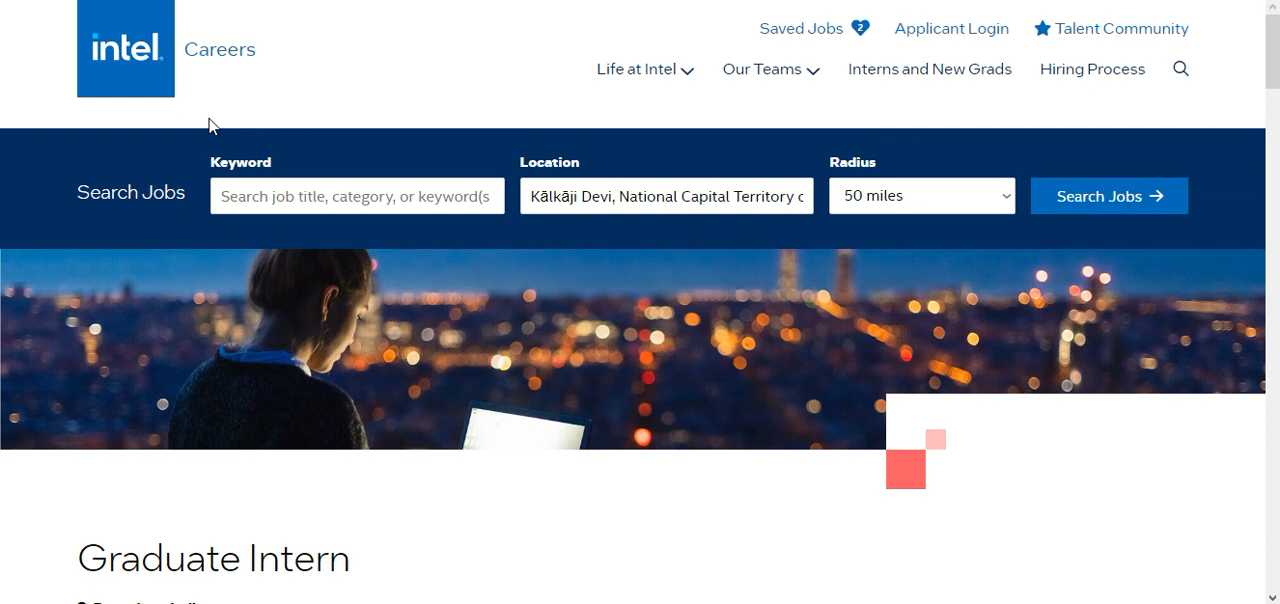 Saved Jobs 2 Applicant Login Talent Community
intel. Careers
Life at Intel Our Teams Interns and New Grads Hiring Process
Keyword Location Radius
Search Jobs Search job title, category, or keyword(s Kālkāji Devi, National Capital Territory 50 miles Search Jobs
Graduate Intern